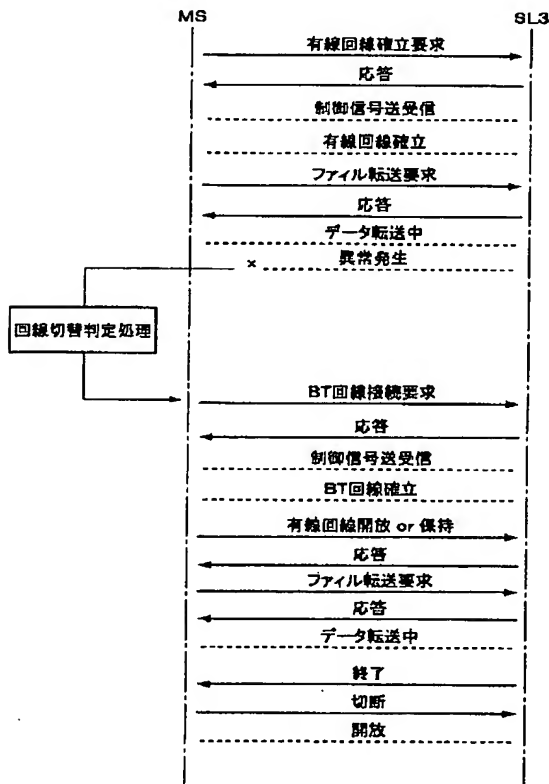 MS SL3
有線回線確立要求
応答
制御信号送受信
有線回線確立
ファイル転送要求
応答
データ転送中
× 異常発生
回線切替判定処理
BT回線接続要求
応答
制御信号送受信
BT回線確立
有線回線開放 or 保持
応答
ファイル転送要求
応答
データ転送中
終了
切断
開放